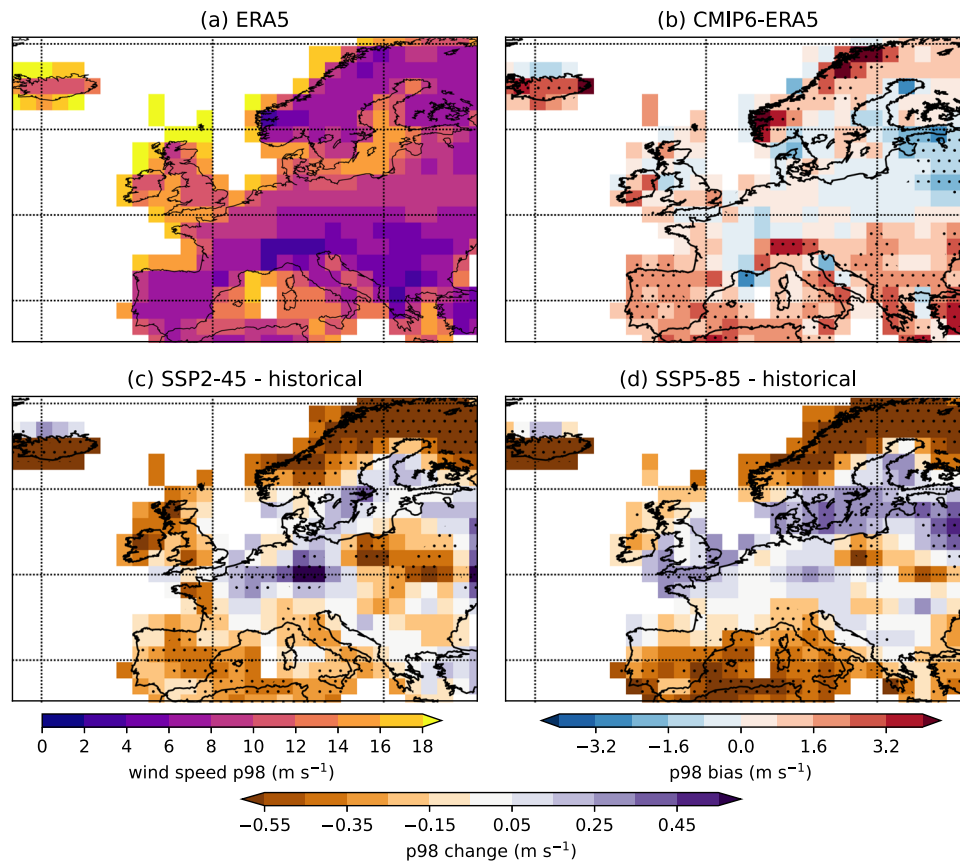 (a) ERA5
(b) CMIP6-ERA5
(c) SSP2-45 - historical
(d) SSP5-85 - historical
0 2 4 6 8 10 12 14 16 18
wind speed p98 (m s⁻¹)
−3.2 −1.6 0.0 1.6 3.2
p98 bias (m s⁻¹)
−0.55 −0.35 −0.15 0.05 0.25 0.45
p98 change (m s⁻¹)